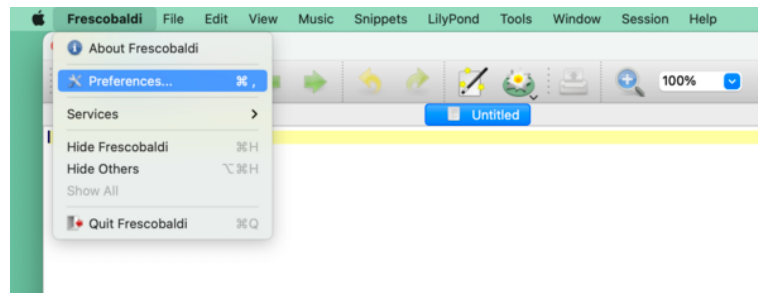 Frescobaldi File Edit View Music Snippets LilyPond Tools Window Session Help
About Frescobaldi
Preferences... ⌘ ,
100%
Services
Untitled
Hide Frescobaldi ⌘H
Hide Others ⌥⌘H
Show All
Quit Frescobaldi ⌘Q